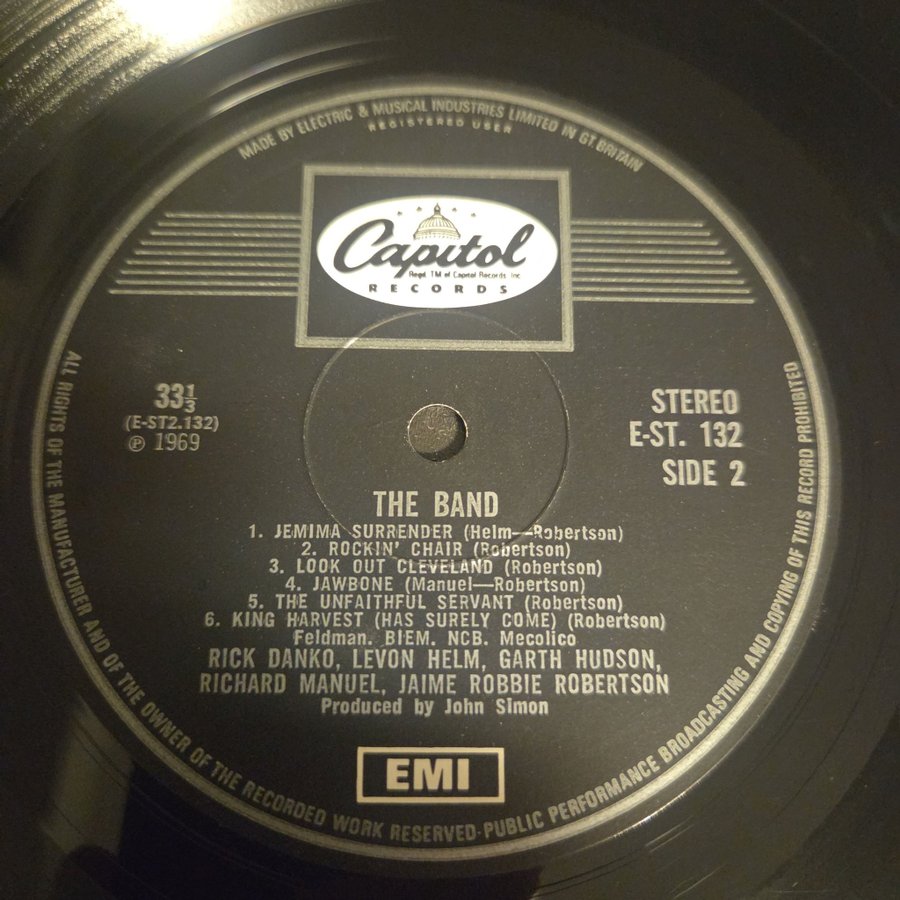 MADE BY ELECTRIC & MUSICAL INDUSTRIES LIMITED IN GT. BRITAIN
REGISTERED USER
Capitol
Regd. TM of Capitol Records, Inc
RECORDS
33⅓
(E-ST2.132)
℗ 1969
STEREO
E-ST. 132
SIDE 2
THE BAND
1. JEMIMA SURRENDER (Helm—Robertson)
2. ROCKIN' CHAIR (Robertson)
3. LOOK OUT CLEVELAND (Robertson)
4. JAWBONE (Manuel—Robertson)
5. THE UNFAITHFUL SERVANT (Robertson)
6. KING HARVEST (HAS SURELY COME) (Robertson)
Feldman. BIEM. NCB. Mecolico
RICK DANKO, LEVON HELM, GARTH HUDSON,
RICHARD MANUEL, JAIME ROBBIE ROBERTSON
Produced by John Simon
EMI
ALL RIGHTS OF THE MANUFACTURER AND OF THE OWNER OF THE RECORDED WORK RESERVED-PUBLIC PERFORMANCE BROADCASTING AND COPYING OF THIS RECORD PROHIBITED